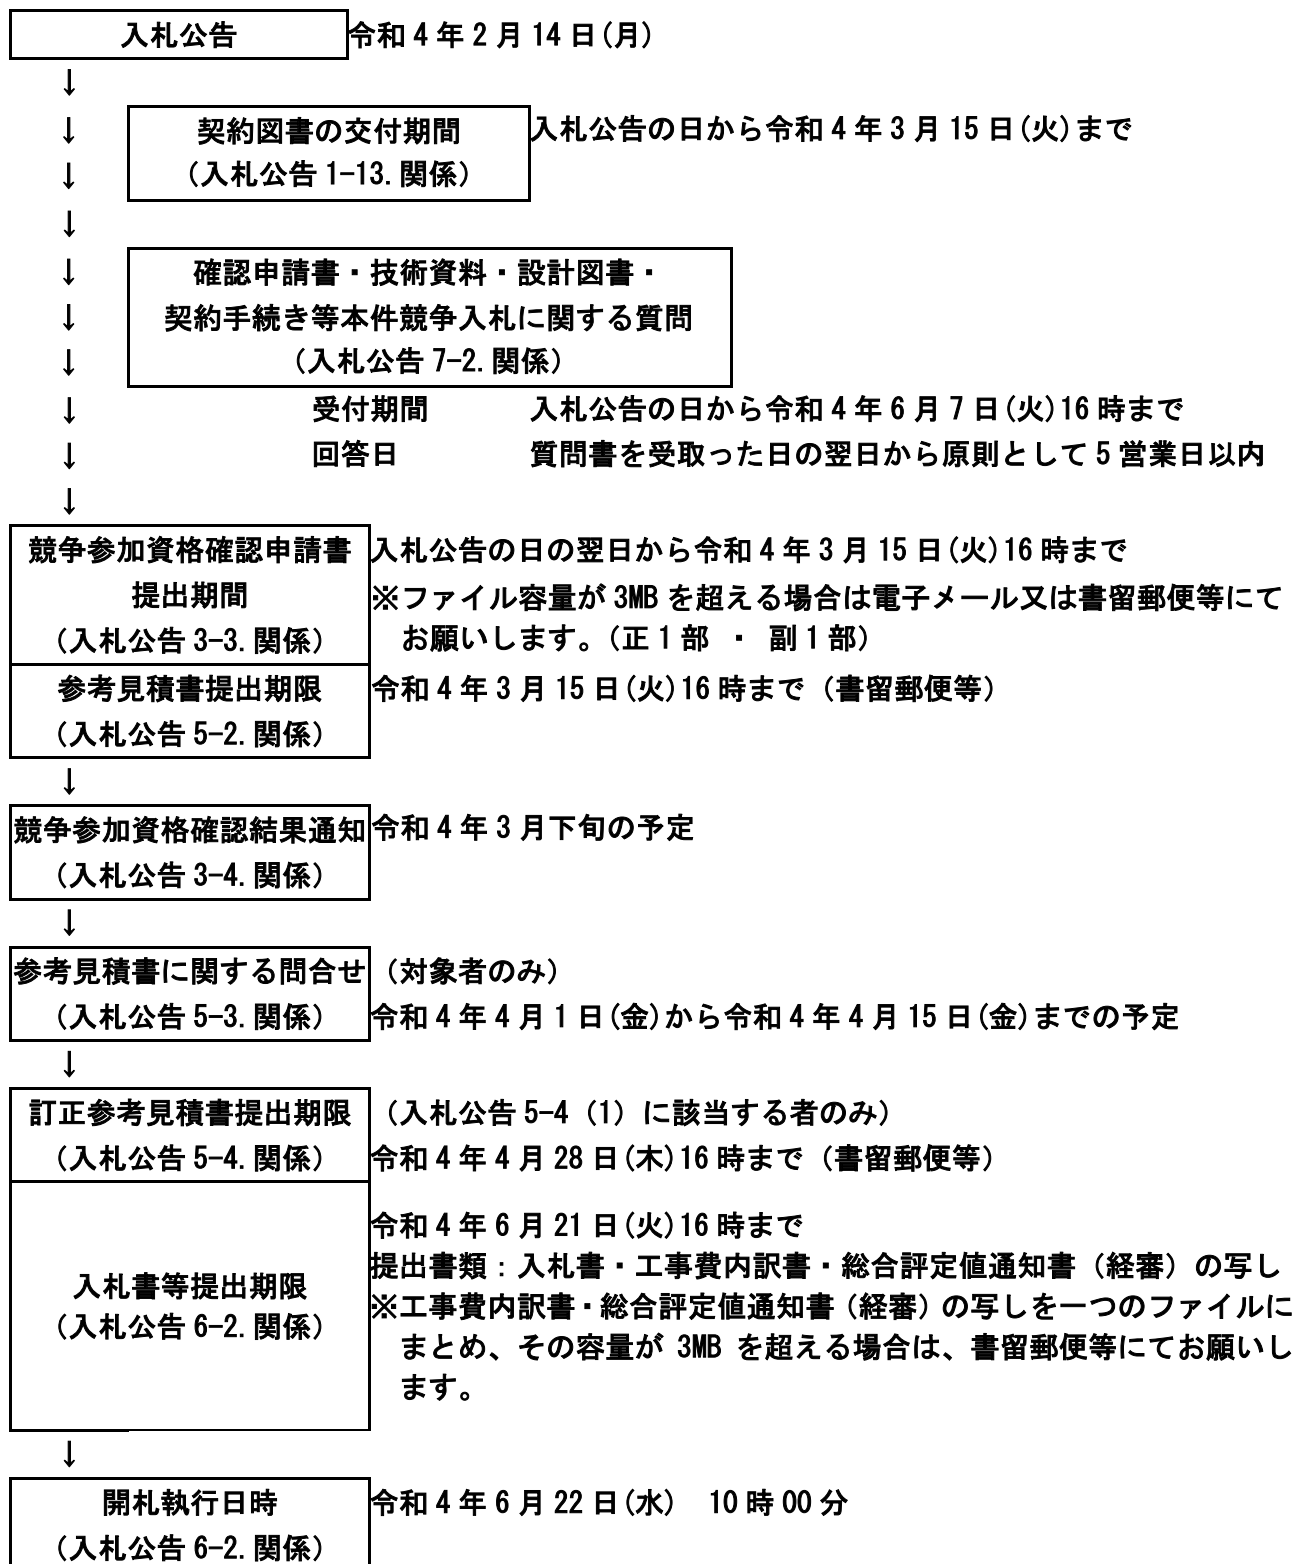 入札公告 令和4年2月14日(月)
↓
↓ 契約図書の交付期間 入札公告の日から令和4年3月15日(火)まで
↓ (入札公告1-13.関係)
↓
↓ 確認申請書・技術資料・設計図書・
↓ 契約手続き等本件競争入札に関する質問
↓ (入札公告7-2.関係)
↓ 受付期間 入札公告の日から令和4年6月7日(火)16時まで
↓ 回答日 質問書を受取った日の翌日から原則として5営業日以内
↓
競争参加資格確認申請書 入札公告の日の翌日から令和4年3月15日(火)16時まで
提出期間 ※ファイル容量が3MBを超える場合は電子メール又は書留郵便等にて
(入札公告3-3.関係) お願いします。(正1部 ・ 副1部)
参考見積書提出期限 令和4年3月15日(火)16時まで(書留郵便等)
(入札公告5-2.関係)
↓
競争参加資格確認結果通知 令和4年3月下旬の予定
(入札公告3-4.関係)
↓
参考見積書に関する問合せ (対象者のみ)
(入札公告5-3.関係) 令和4年4月1日(金)から令和4年4月15日(金)までの予定
↓
訂正参考見積書提出期限 (入札公告5-4(1)に該当する者のみ)
(入札公告5-4.関係) 令和4年4月28日(木)16時まで(書留郵便等)
入札書等提出期限
(入札公告6-2.関係)
令和4年6月21日(火)16時まで
提出書類:入札書・工事費内訳書・総合評定値通知書(経審)の写し
※工事費内訳書・総合評定値通知書(経審)の写しを一つのファイルに
まとめ、その容量が 3MB を超える場合は、書留郵便等にてお願いし
ます。
↓
開札執行日時 令和4年6月22日(水) 10時00分
(入札公告6-2.関係)